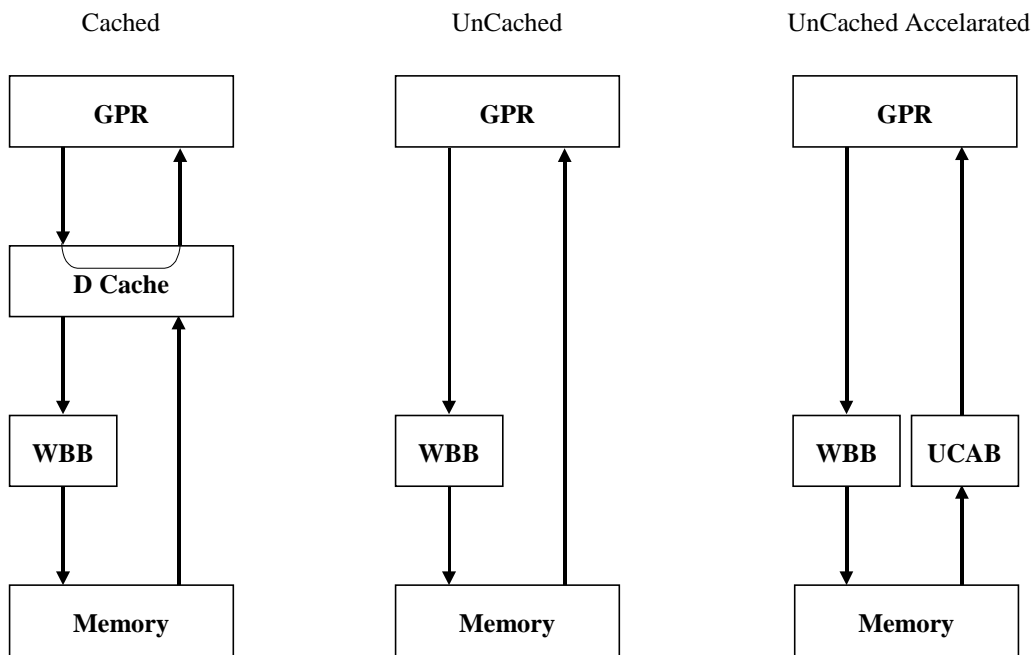 Cached
UnCached
UnCached Accelarated
GPR
GPR
GPR
D Cache
WBB
WBB
WBB
UCAB
Memory
Memory
Memory